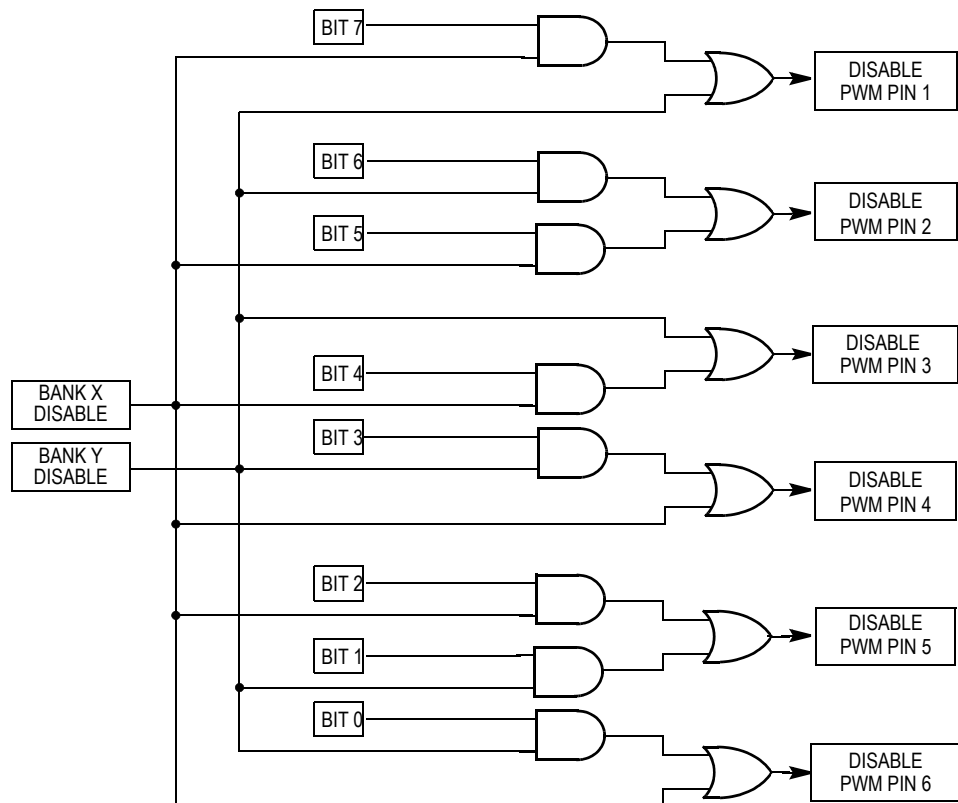 BIT 7
DISABLE
PWM PIN 1
BIT 6
DISABLE
PWM PIN 2
BIT 5
DISABLE
PWM PIN 3
BIT 4
BANK X
DISABLE
BIT 3
BANK Y
DISABLE
DISABLE
PWM PIN 4
BIT 2
DISABLE
PWM PIN 5
BIT 1
BIT 0
DISABLE
PWM PIN 6